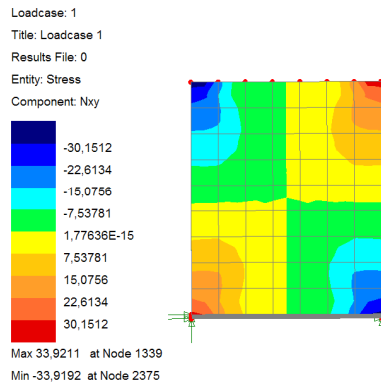 Loadcase: 1
Title: Loadcase 1
Results File: 0
Entity: Stress
Component: Nxy
-30,1512
-22,6134
-15,0756
-7,53781
1,77636E-15
7,53781
15,0756
22,6134
30,1512
Max 33,9211 at Node 1339
Min -33,9192 at Node 2375